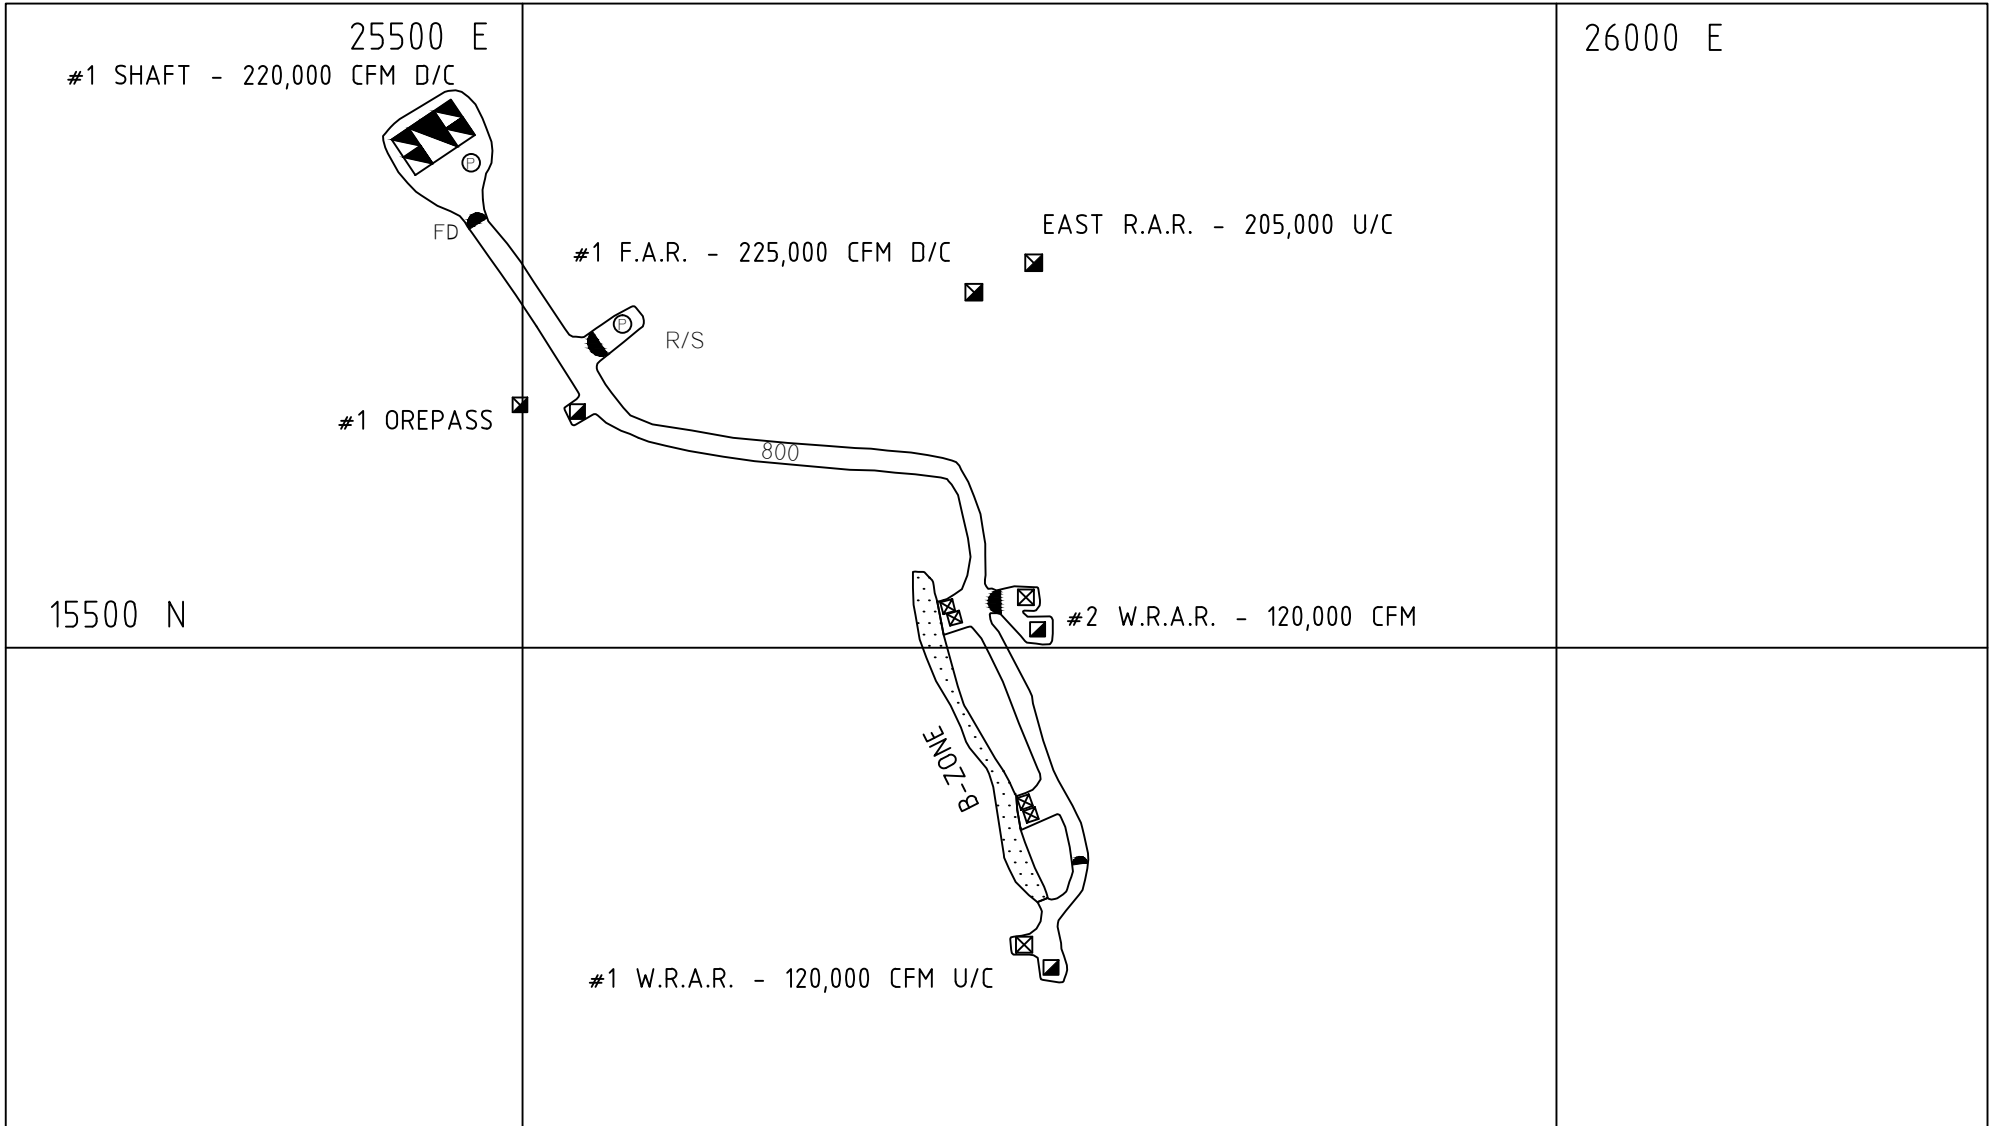 25500 E
26000 E
#1 SHAFT - 220,000 CFM D/C
P
EAST R.A.R. - 205,000 U/C
FD
#1 F.A.R. - 225,000 CFM D/C
P
R/S
#1 OREPASS
800
15500 N
#2 W.R.A.R. - 120,000 CFM
B-ZONE
#1 W.R.A.R. - 120,000 CFM U/C